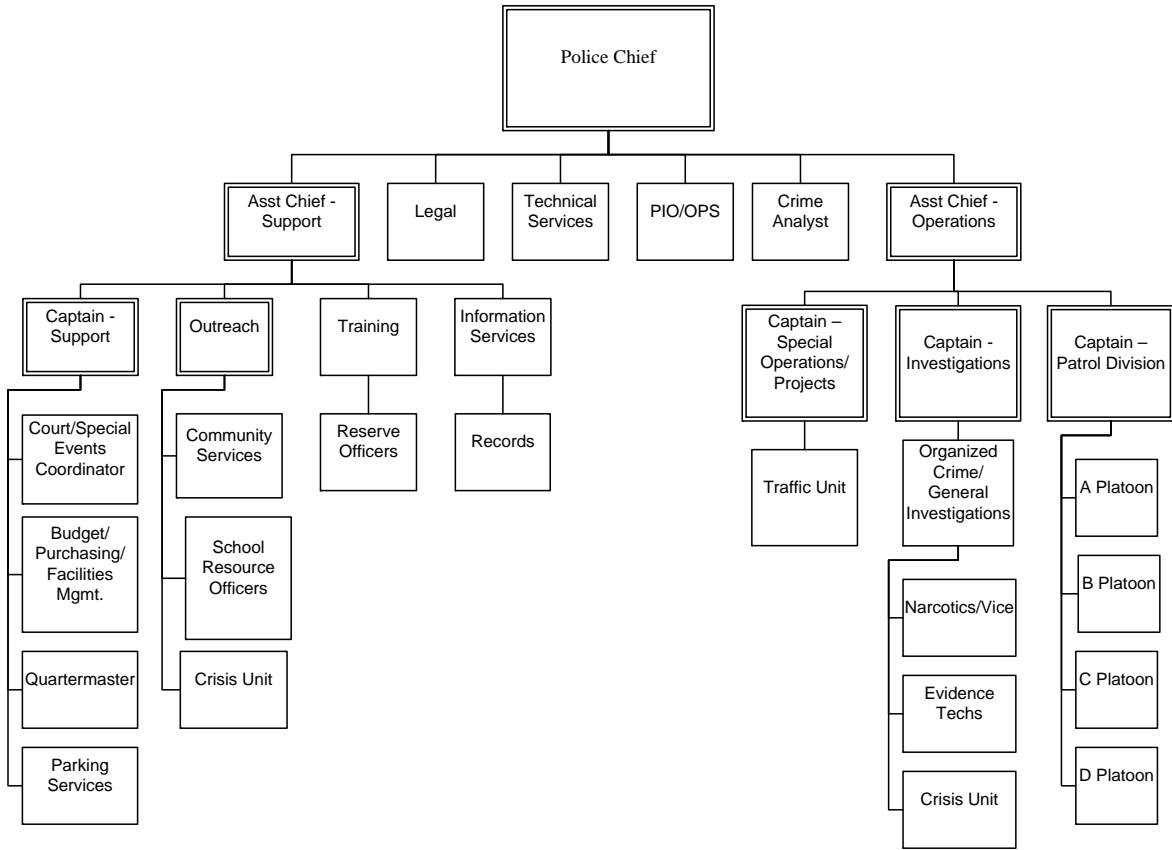 Police Chief
Asst Chief -
Support
Legal
Technical
Services
PIO/OPS
Crime
Analyst
Asst Chief -
Operations
Captain -
Support
Outreach
Training
Information
Services
Captain –
Special
Operations/
Projects
Captain -
Investigations
Captain –
Patrol Division
Court/Special
Events
Coordinator
Community
Services
Reserve
Officers
Records
Traffic Unit
Organized
Crime/
General
Investigations
A Platoon
Budget/
Purchasing/
Facilities
Mgmt.
School
Resource
Officers
Narcotics/Vice
B Platoon
Quartermaster
Crisis Unit
Evidence
Techs
C Platoon
Parking
Services
Crisis Unit
D Platoon